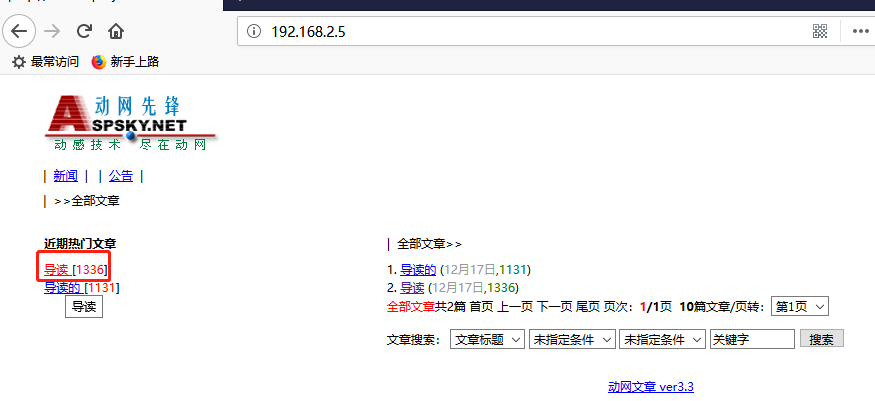 192.168.2.5
最常访问 新手上路
动网先锋
ASPSKY.NET
动感技术 尽在动网
| 新闻 | | 公告 |
| >>全部文章
近期热门文章
导读 [1336]
导读的 [1131]
导读
| 全部文章>>
1. 导读的 (12月17日,1131)
2. 导读 (12月17日,1336)
全部文章共2篇 首页 上一页 下一页 尾页 页次：1/1页 10篇文章/页转： 第1页
文章搜索： 文章标题 未指定条件 未指定条件 关键字 搜索
动网文章 ver3.3